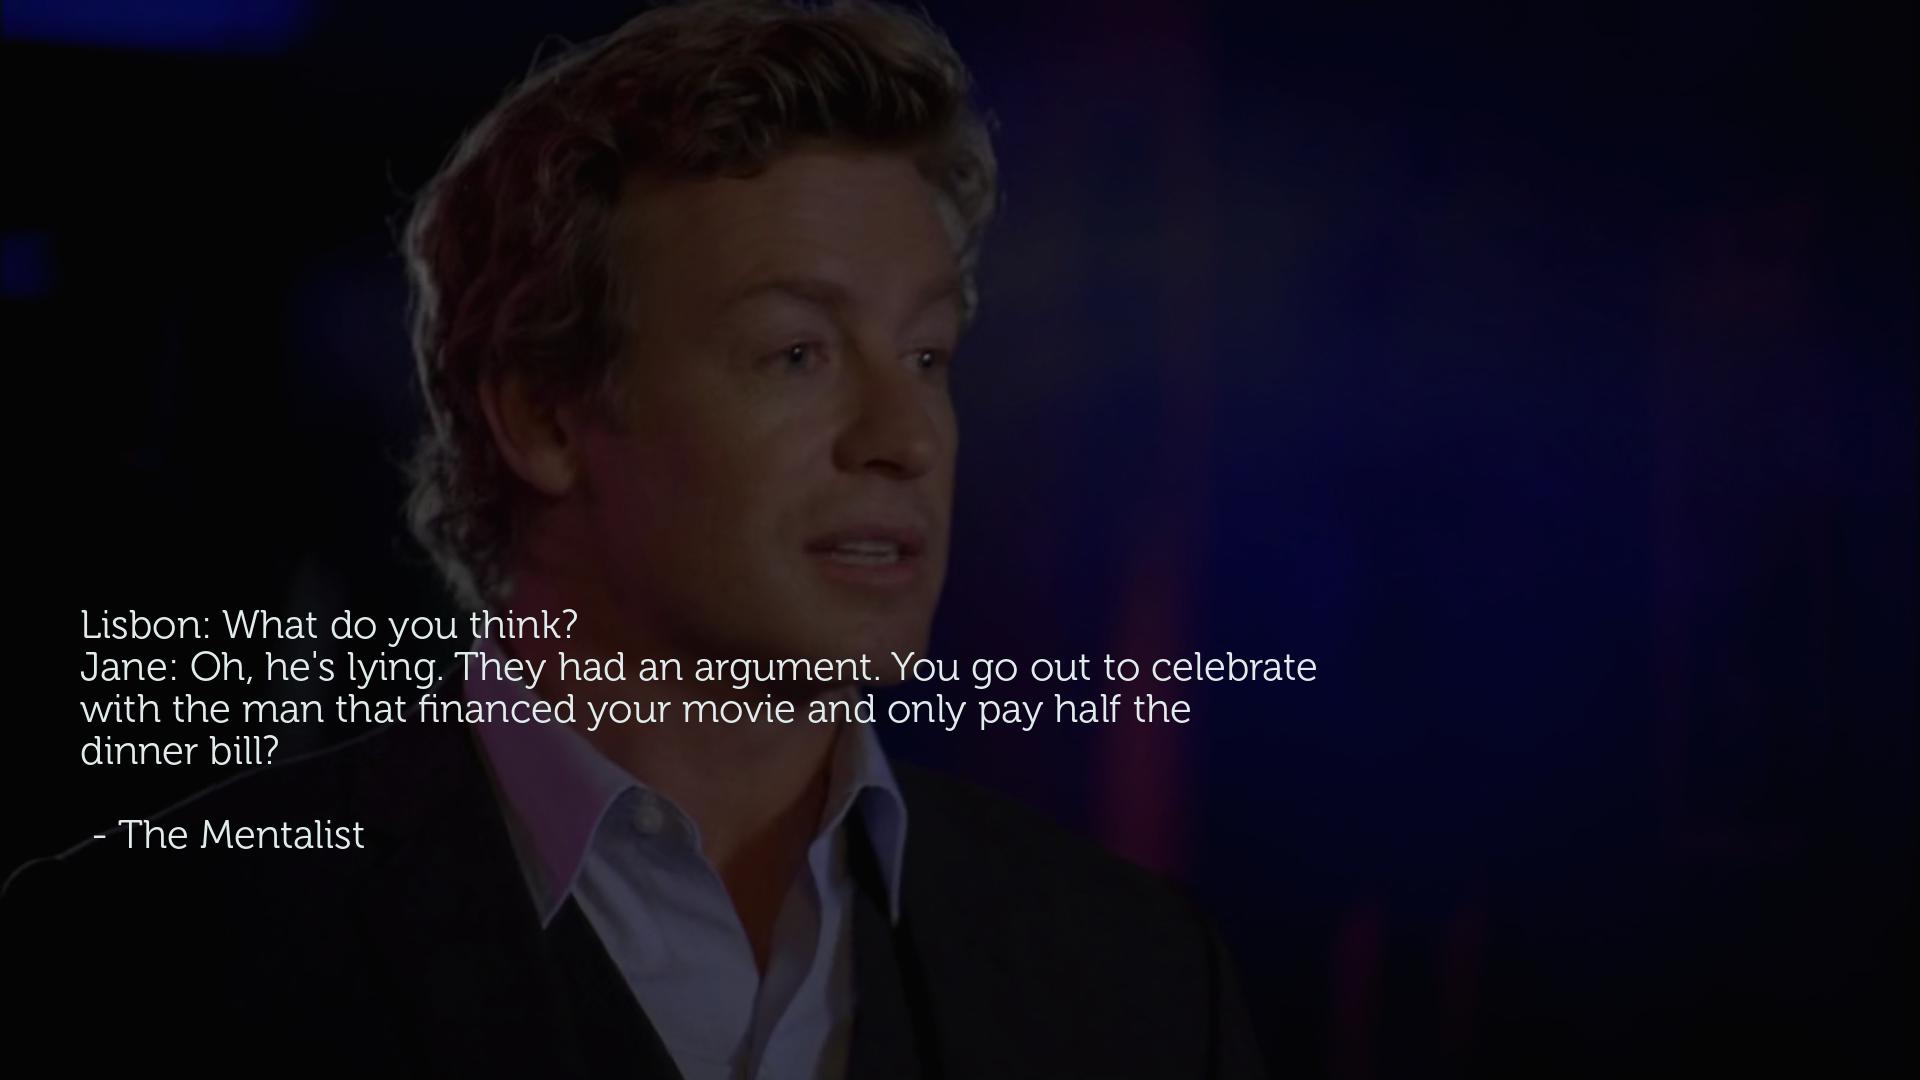 Lisbon: What do you think?
Jane: Oh, he's lying. They had an argument. You go out to celebrate
with the man that financed your movie and only pay half the
dinner bill?
- The Mentalist